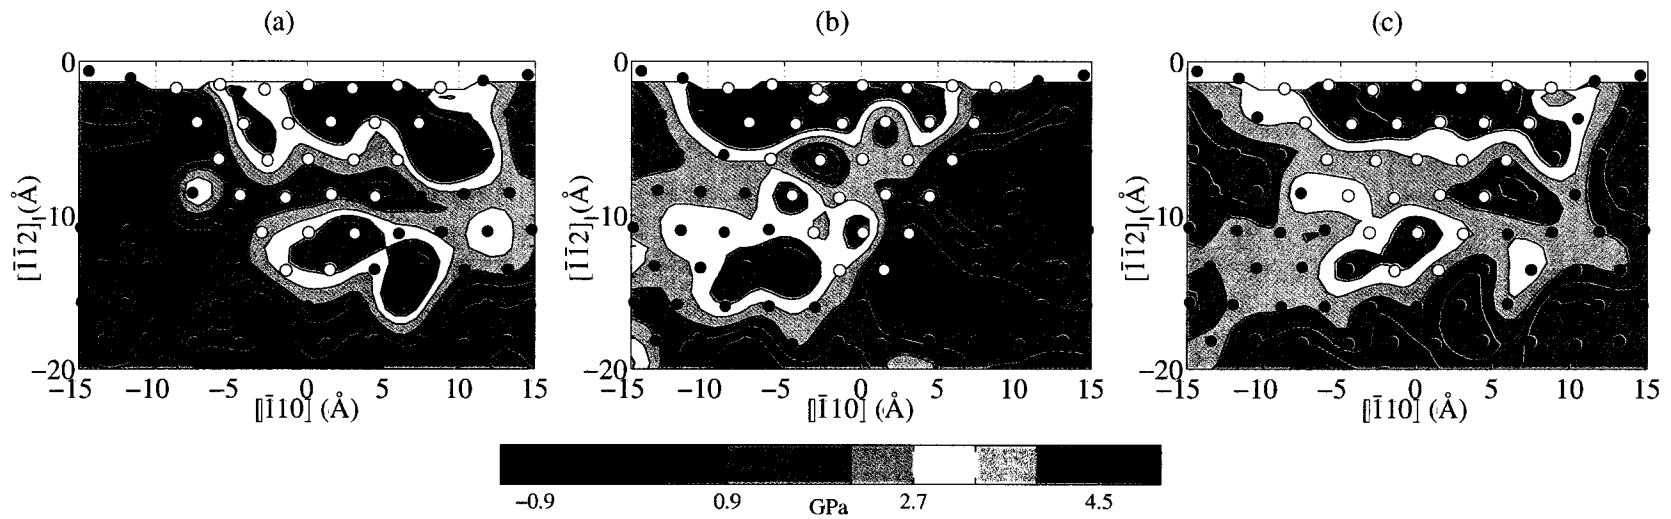 (a) (b) (c)
0 0 0
−10 −10 −10
−20 −20 −20
[1̅1̅2] (Å) [1̅1̅2] (Å) [1̅1̅2] (Å)
−15 −10 −5 0 5 10 15 −15 −10 −5 0 5 10 15 −15 −10 −5 0 5 10 15
[1̅10] (Å) [1̅10] (Å) [1̅10] (Å)
−0.9 0.9 2.7 4.5
GPa